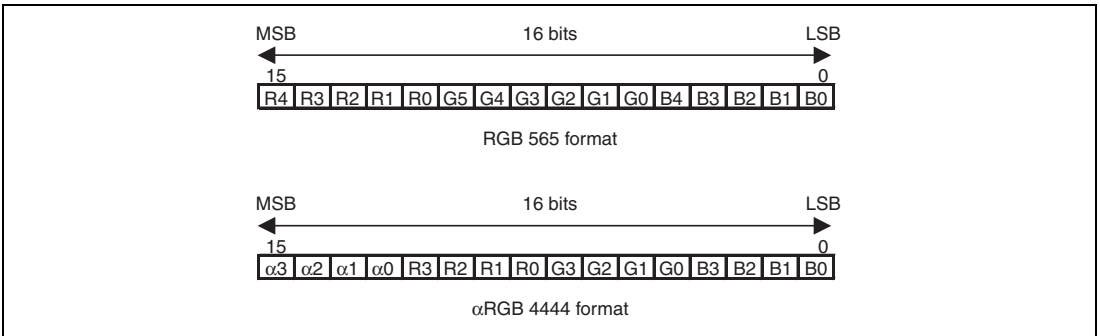 MSB 16 bits LSB
15 0
R4 R3 R2 R1 R0 G5 G4 G3 G2 G1 G0 B4 B3 B2 B1 B0
RGB 565 format
MSB 16 bits LSB
15 0
α3 α2 α1 α0 R3 R2 R1 R0 G3 G2 G1 G0 B3 B2 B1 B0
αRGB 4444 format